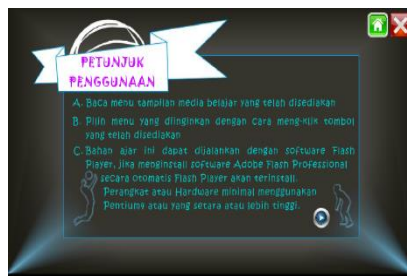 PETUNJUK
PENGGUNAAN
A. Baca menu tampilan media belajar yang telah disediakan
B. Pilih menu yang diinginkan dengan cara meng-klik tombol
yang telah disediakan
C. Bahan ajar ini dapat dijalankan dengan software Flash
Player, jika menginstall software Adobe Flash Professional
secara otomatis Flash Player akan terinstall.
Perangkat atau Hardware minimal menggunakan
Pentium4 atau yang setara atau lebih tinggi.